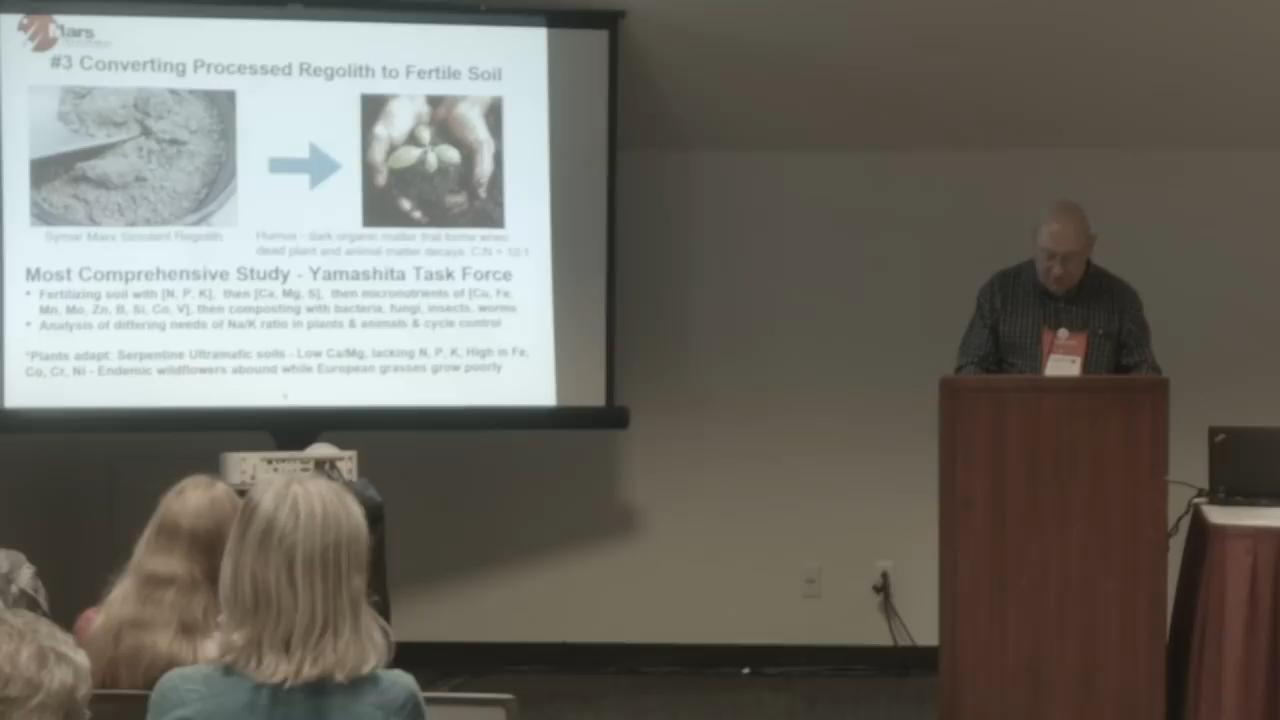 Mars
#3 Converting Processed Regolith to Fertile Soil
Mars Simulant Regolith
Humus - dark organic matter that forms when
dead plant and animal matter decays. C:N = 10:1
Most Comprehensive Study - Yamashita Task Force
* Fertilizing soil with [N, P, K], then [Ca, Mg, S], then micronutrients of [Cu, Fe,
Mn, Mo, Zn, B, Si, Co, V], then composting with bacteria, fungi, insects, worms
* Analysis of differing needs of Na/K ratio in plants & animals & cycle control
*Plants adapt: Serpentine Ultramafic soils - Low Ca/Mg, lacking N, P, K, High in Fe,
Co, Cr, Ni - Endemic wildflowers abound while European grasses grow poorly